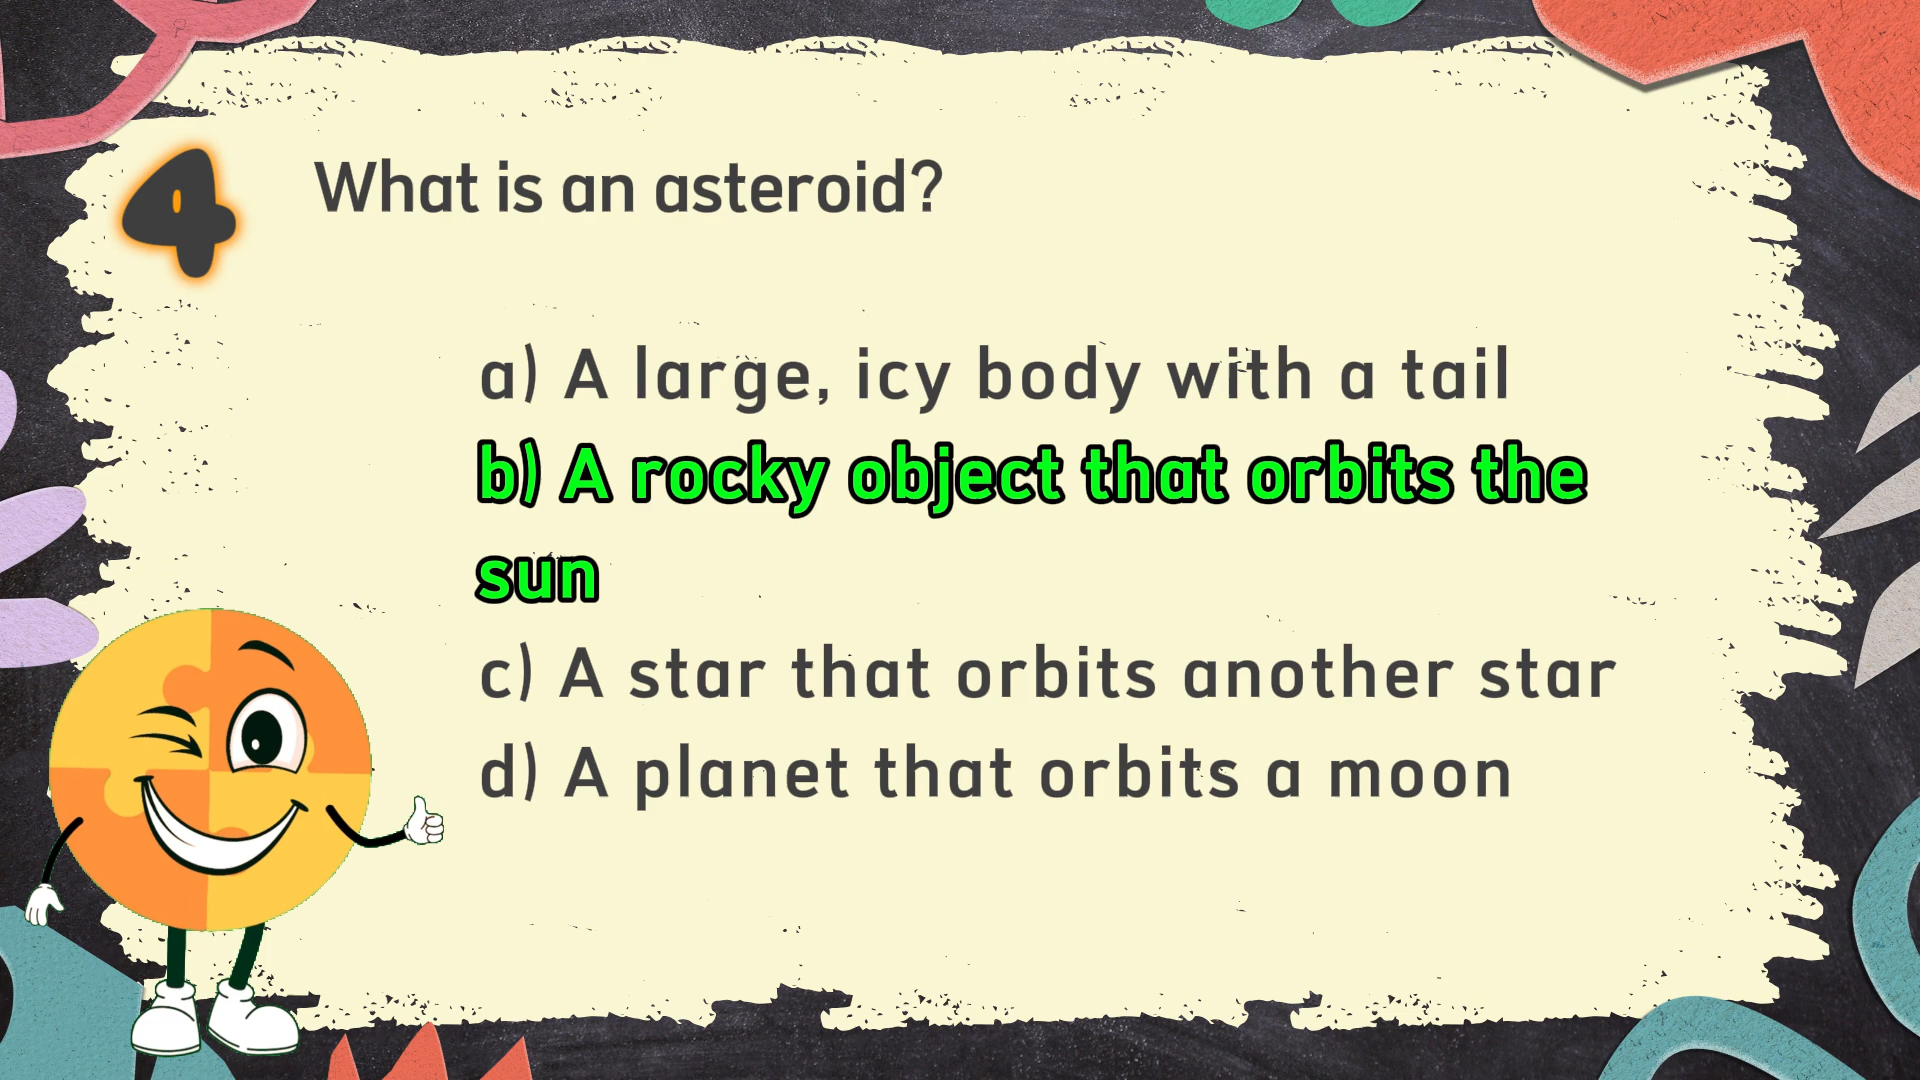 4
What is an asteroid?
a) A large, icy body with a tail
b) A rocky object that orbits the
sun
c) A star that orbits another star
d) A planet that orbits a moon